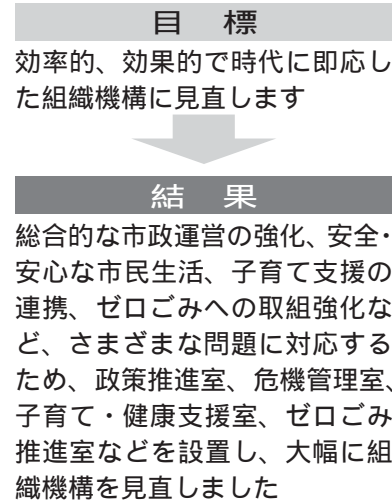 目　標
効率的、効果的で時代に即応し
た組織機構に見直します
結　果
総合的な市政運営の強化、安全・
安心な市民生活、子育て支援の
連携、ゼロごみへの取組強化な
ど、さまざまな問題に対応する
ため、政策推進室、危機管理室、
子育て・健康支援室、ゼロごみ
推進室などを設置し、大幅に組
織機構を見直しました